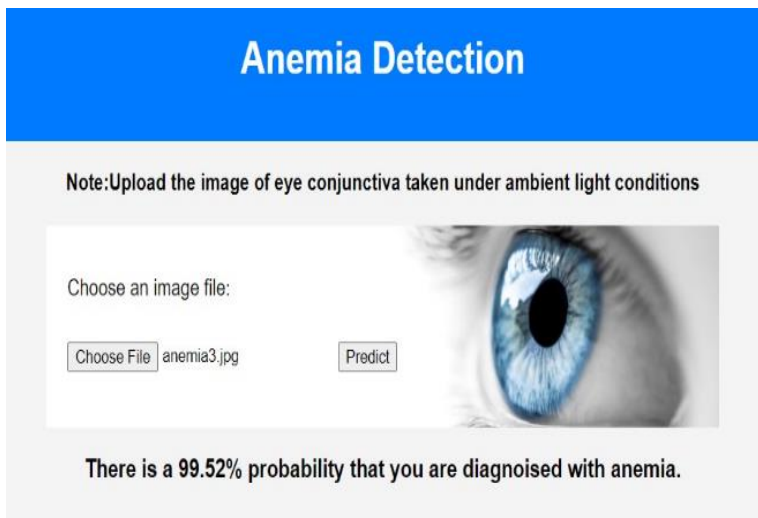 Anemia Detection
Note:Upload the image of eye conjunctiva taken under ambient light conditions
Choose an image file:
Choose File anemia3.jpg Predict
There is a 99.52% probability that you are diagnoised with anemia.